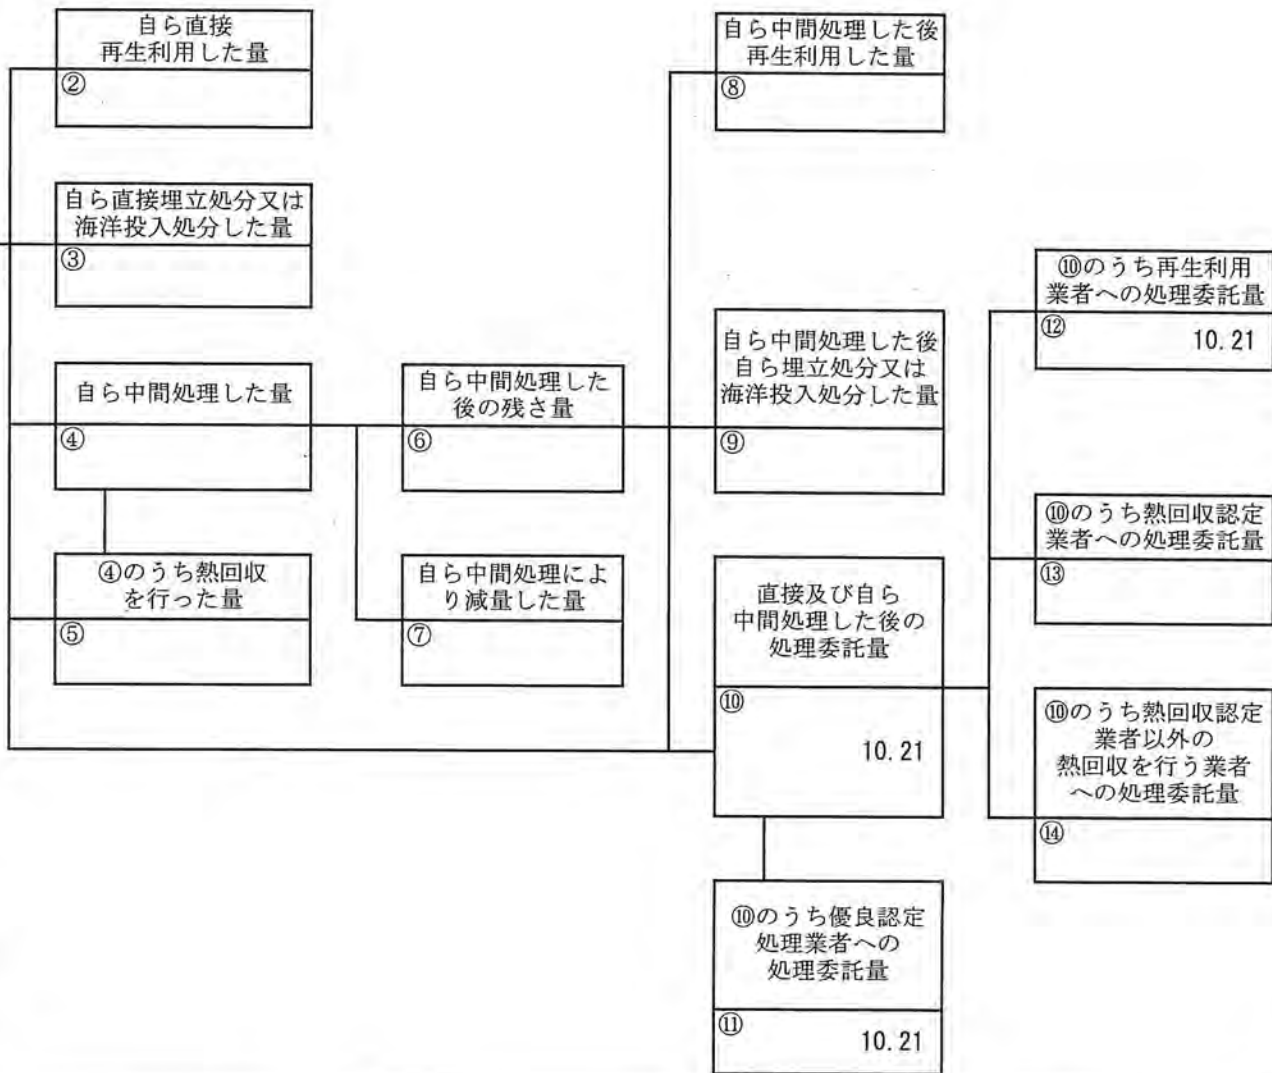 自ら直接
再生利用した量
②
自ら直接埋立処分又は
海洋投入処分した量
③
自ら中間処理した量
④
④のうち熱回収
を行った量
⑤
自ら中間処理した
後の残さ量
⑥
自ら中間処理によ
り減量した量
⑦
自ら中間処理した後
再生利用した量
⑧
自ら中間処理した後
自ら埋立処分又は
海洋投入処分した量
⑨
直接及び自ら
中間処理した後の
処理委託量
⑩
10.21
⑩のうち優良認定
処理業者への
処理委託量
⑪
10.21
⑩のうち再生利用
業者への処理委託量
⑫
10.21
⑩のうち熱回収認定
業者への処理委託量
⑬
⑩のうち熱回収認定
業者以外の
熱回収を行う業者
への処理委託量
⑭